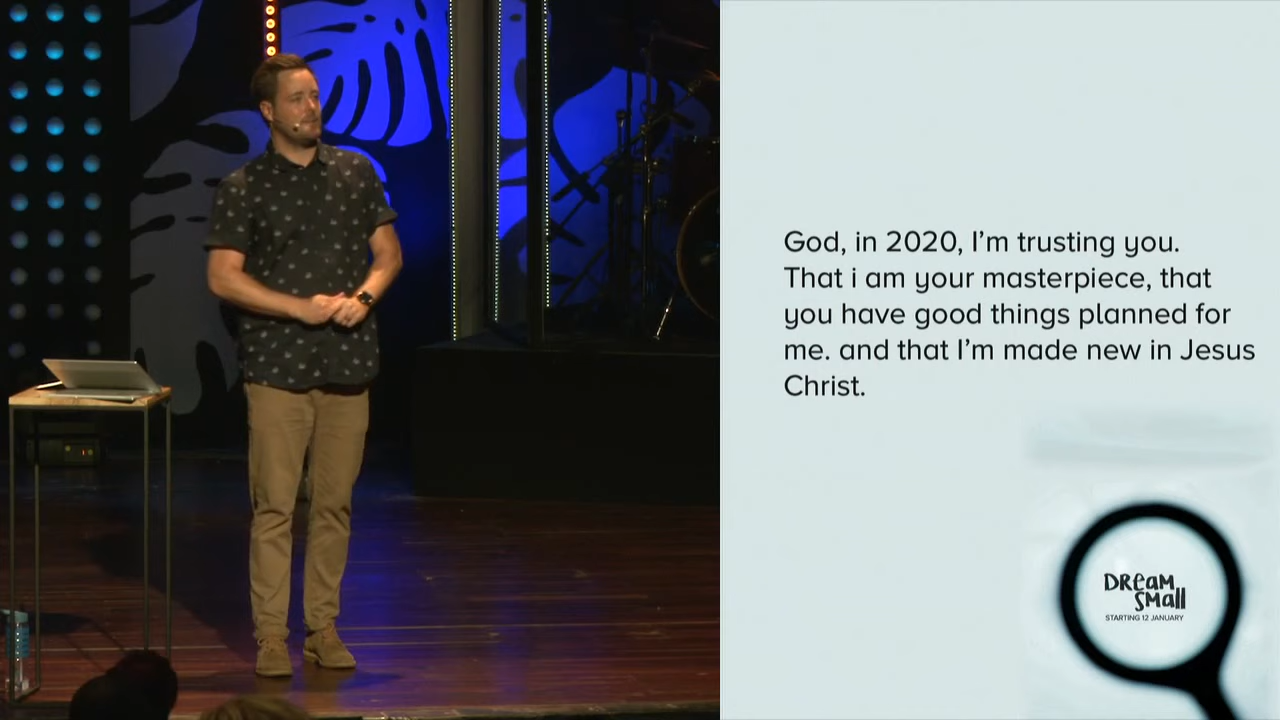 God, in 2020, I'm trusting you.
That i am your masterpiece, that
you have good things planned for
me. and that I'm made new in Jesus
Christ.
DReam
Small
STARTING 12 JANUARY